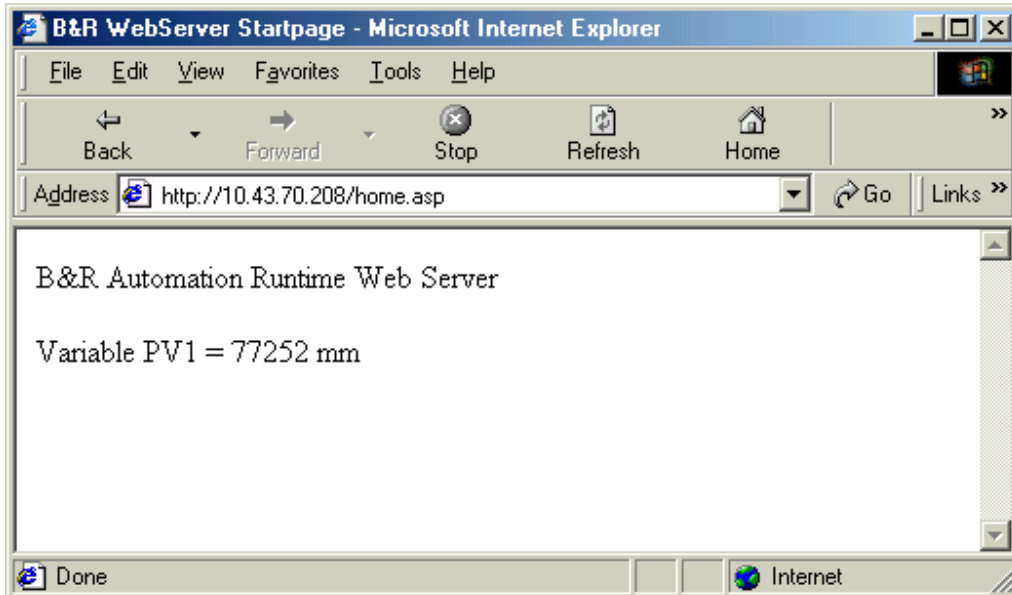 B&R WebServer Startpage - Microsoft Internet Explorer
File Edit View Favorites Tools Help
Back Forward Stop Refresh Home »
Address http://10.43.70.208/home.asp Go Links »
B&R Automation Runtime Web Server
Variable PV1 = 77252 mm
Done Internet